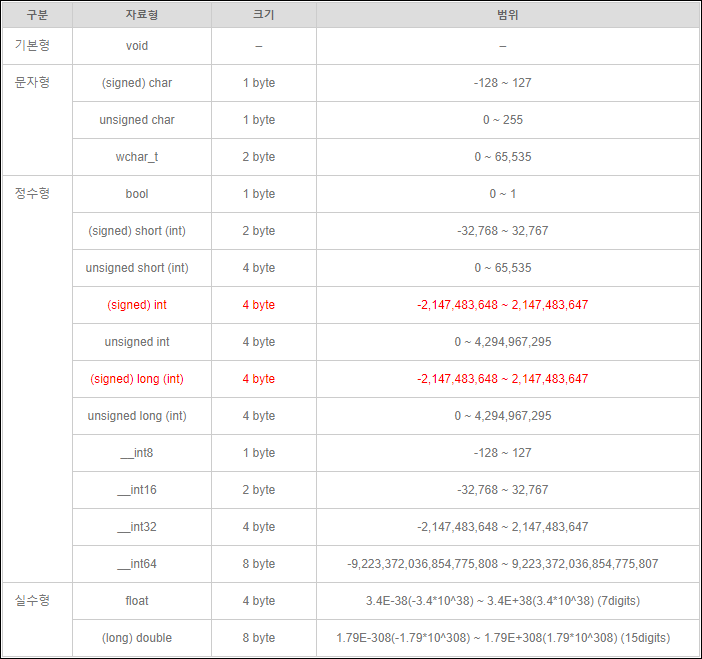 구분 자료형 크기 범위
기본형 void – –
문자형 (signed) char 1 byte -128 ~ 127
unsigned char 1 byte 0 ~ 255
wchar_t 2 byte 0 ~ 65,535
정수형 bool 1 byte 0 ~ 1
(signed) short (int) 2 byte -32,768 ~ 32,767
unsigned short (int) 4 byte 0 ~ 65,535
(signed) int 4 byte -2,147,483,648 ~ 2,147,483,647
unsigned int 4 byte 0 ~ 4,294,967,295
(signed) long (int) 4 byte -2,147,483,648 ~ 2,147,483,647
unsigned long (int) 4 byte 0 ~ 4,294,967,295
__int8 1 byte -128 ~ 127
__int16 2 byte -32,768 ~ 32,767
__int32 4 byte -2,147,483,648 ~ 2,147,483,647
__int64 8 byte -9,223,372,036,854,775,808 ~ 9,223,372,036,854,775,807
실수형 float 4 byte 3.4E-38(-3.4*10^38) ~ 3.4E+38(3.4*10^38) (7digits)
(long) double 8 byte 1.79E-308(-1.79*10^308) ~ 1.79E+308(1.79*10^308) (15digits)